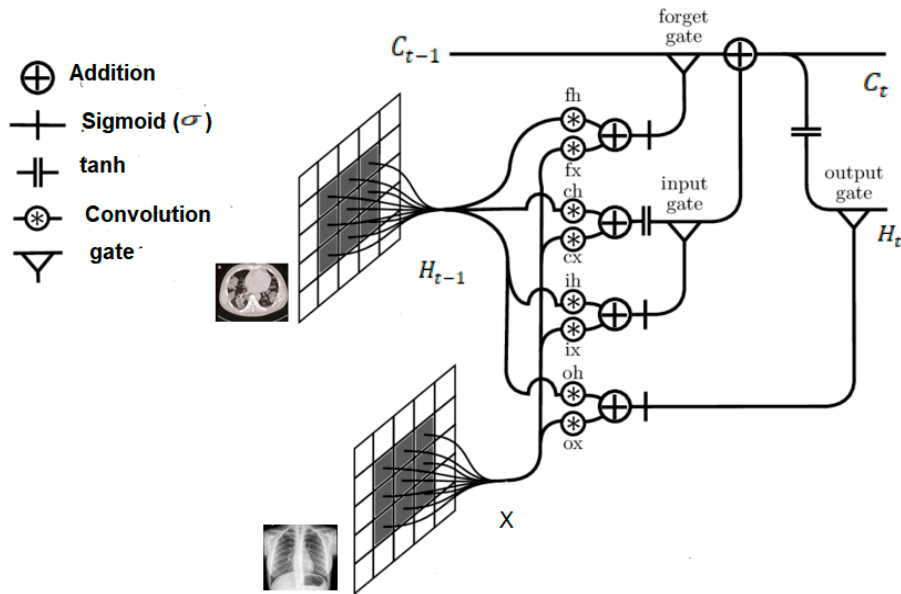 Addition
Sigmoid (σ)
tanh
Convolution
gate
forget
gate
C_{t-1}
C_t
fh
fx
ch
cx
input
gate
output
gate
H_{t-1}
H_t
ih
ix
oh
ox
X